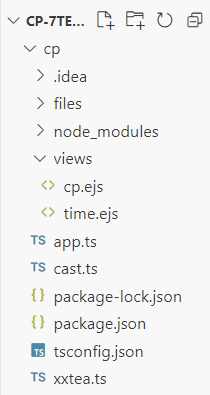 CP-7TE...
cp
.idea
files
node_modules
views
<> cp.ejs
<> time.ejs
TS app.ts
TS cast.ts
{} package-lock.json
{} package.json
TS tsconfig.json
TS xxtea.ts